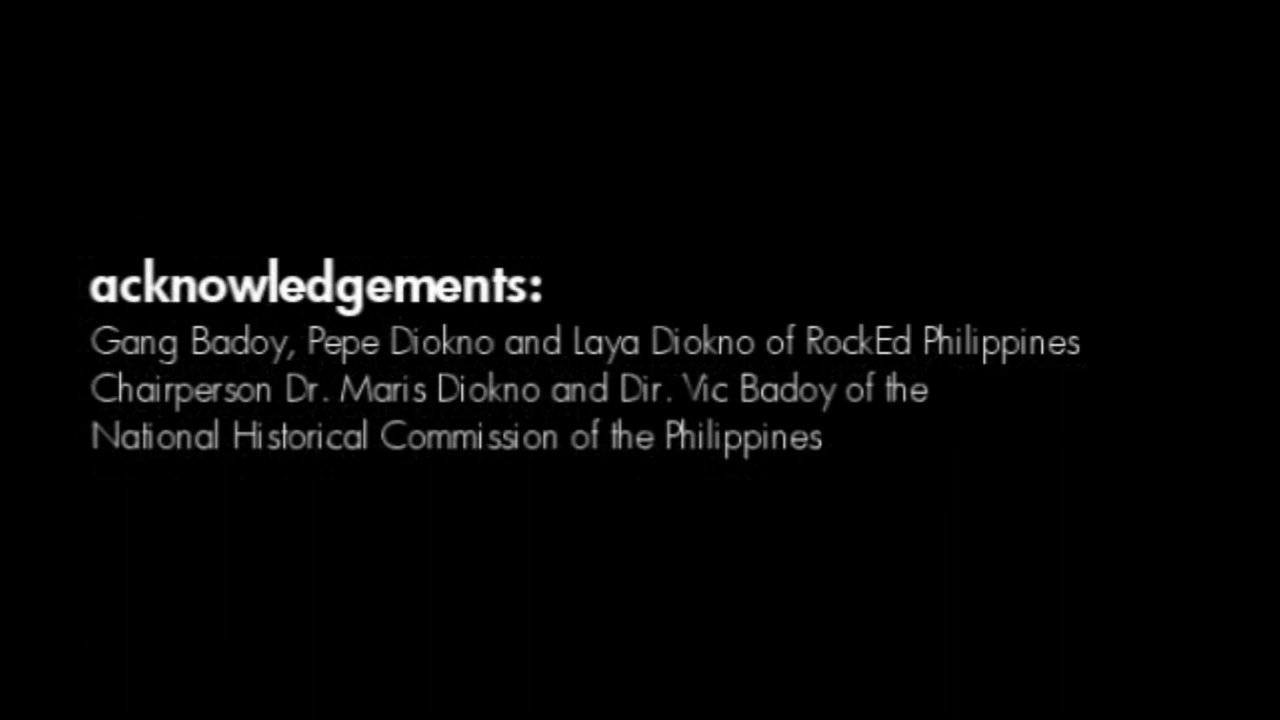 acknowledgements:
Gang Badoy, Pepe Diokno and Laya Diokno of RockEd Philippines
Chairperson Dr. Maris Diokno and Dir. Vic Badoy of the
National Historical Commission of the Philippines